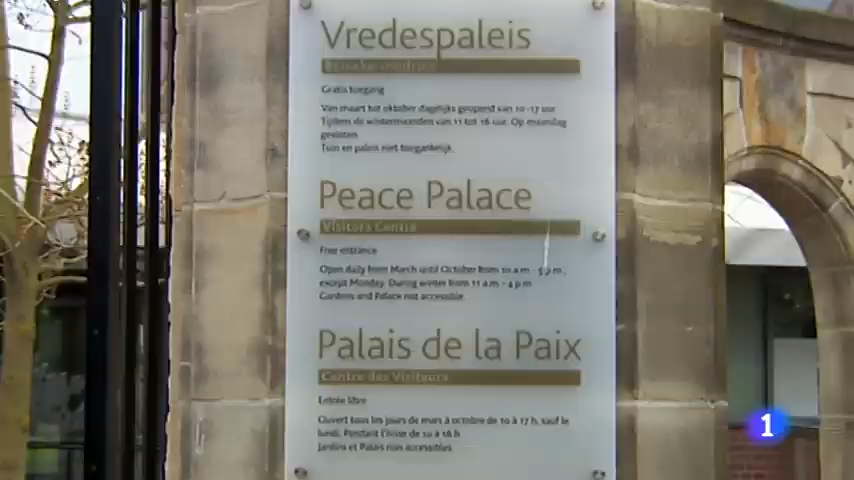 Vredespaleis
Bezoekerscentrum
Gratis toegang
Van maart tot oktober dagelijks geopend van 10 -17 uur
Tijdens de wintermaanden van 11 tot 16 uur. Op maandag
gesloten
Tuin en paleis niet toegankelijk.
Peace Palace
Visitors Centre
Free entrance
Open daily from March until October from 10 a.m - 5 p.m.,
except Monday. During winter from 11 a.m - 4 p.m
Gardens and Palace not accessible
Palais de la Paix
Centre des Visiteurs
Entrée libre
Ouvert tous les jours de mars à octobre de 10 à 17 h, sauf le
lundi. Pendant l'hiver de 10 à 16 h
Jardins et Palais non accessibles
1